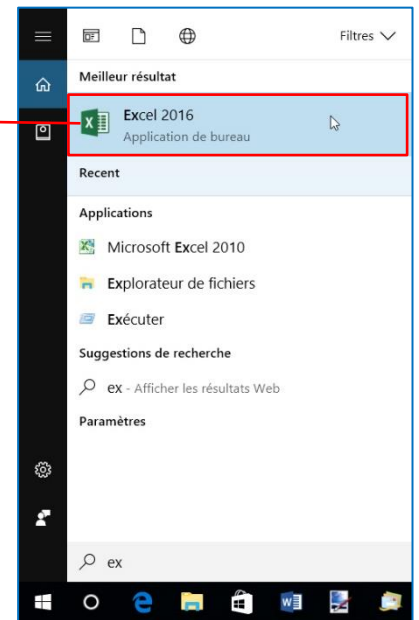 Filtres
Meilleur résultat
Excel 2016
Application de bureau
Recent
Applications
Microsoft Excel 2010
Explorateur de fichiers
Exécuter
Suggestions de recherche
ex - Afficher les résultats Web
Paramètres
ex